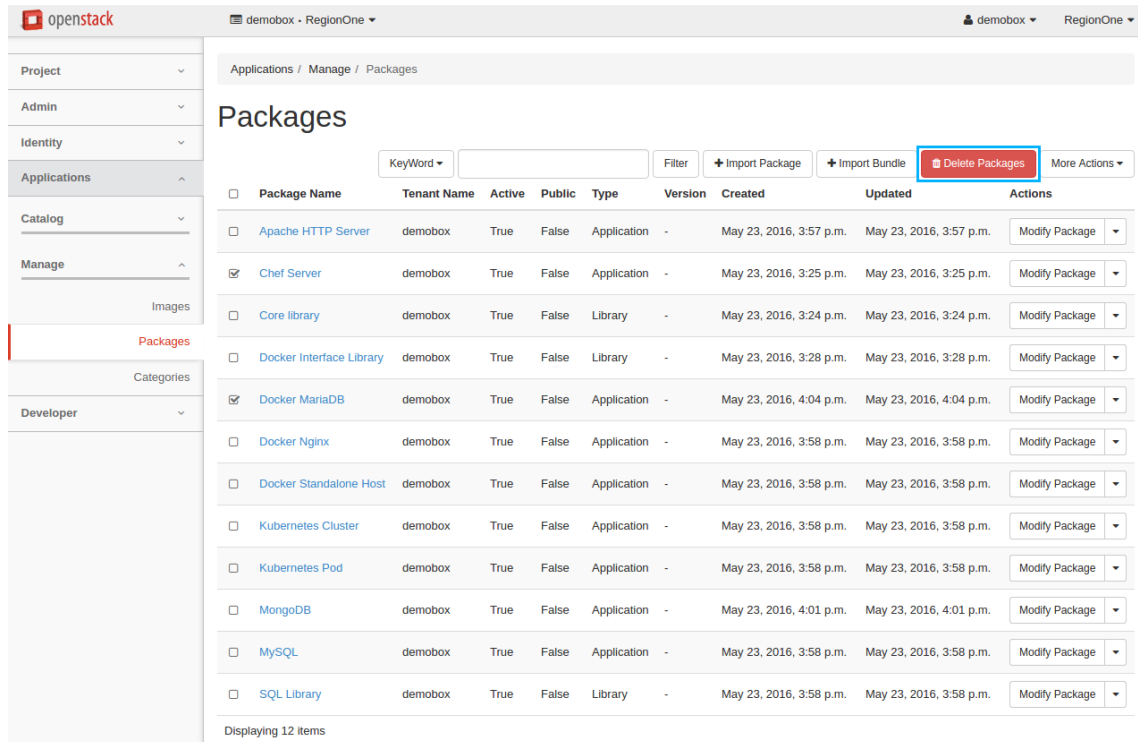 openstack demobox • RegionOne demobox RegionOne
Project
Admin
Identity
Applications
Catalog
Manage
Images
Packages
Categories
Developer
Applications / Manage / Packages
Packages
KeyWord Filter Import Package Import Bundle Delete Packages More Actions
Package Name Tenant Name Active Public Type Version Created Updated Actions
Apache HTTP Server demobox True False Application - May 23, 2016, 3:57 p.m. May 23, 2016, 3:57 p.m. Modify Package
Chef Server demobox True False Application - May 23, 2016, 3:25 p.m. May 23, 2016, 3:25 p.m. Modify Package
Core library demobox True False Library - May 23, 2016, 3:24 p.m. May 23, 2016, 3:24 p.m. Modify Package
Docker Interface Library demobox True False Library - May 23, 2016, 3:28 p.m. May 23, 2016, 3:28 p.m. Modify Package
Docker MariaDB demobox True False Application - May 23, 2016, 4:04 p.m. May 23, 2016, 4:04 p.m. Modify Package
Docker Nginx demobox True False Application - May 23, 2016, 3:58 p.m. May 23, 2016, 3:58 p.m. Modify Package
Docker Standalone Host demobox True False Application - May 23, 2016, 3:58 p.m. May 23, 2016, 3:58 p.m. Modify Package
Kubernetes Cluster demobox True False Application - May 23, 2016, 3:58 p.m. May 23, 2016, 3:58 p.m. Modify Package
Kubernetes Pod demobox True False Application - May 23, 2016, 3:58 p.m. May 23, 2016, 3:58 p.m. Modify Package
MongoDB demobox True False Application - May 23, 2016, 4:01 p.m. May 23, 2016, 4:01 p.m. Modify Package
MySQL demobox True False Application - May 23, 2016, 3:58 p.m. May 23, 2016, 3:58 p.m. Modify Package
SQL Library demobox True False Library - May 23, 2016, 3:58 p.m. May 23, 2016, 3:58 p.m. Modify Package
Displaying 12 items